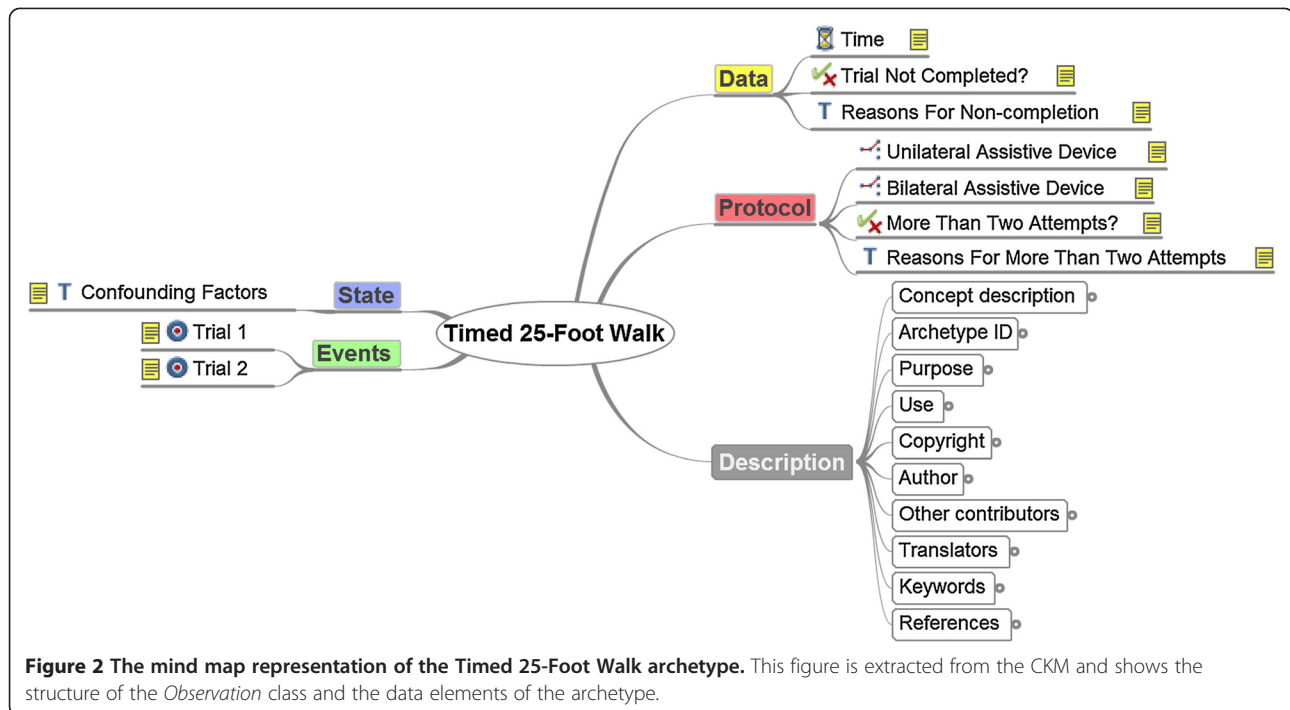 Time
Data
Trial Not Completed?
T Reasons For Non-completion
Unilateral Assistive Device
Bilateral Assistive Device
Protocol
More Than Two Attempts?
T Reasons For More Than Two Attempts
T Confounding Factors
State
Trial 1
Events
Trial 2
Timed 25-Foot Walk
Concept description
Archetype ID
Purpose
Use
Copyright
Description
Author
Other contributors
Translators
Keywords
References
Figure 2 The mind map representation of the Timed 25-Foot Walk archetype. This figure is extracted from the CKM and shows the
structure of the Observation class and the data elements of the archetype.